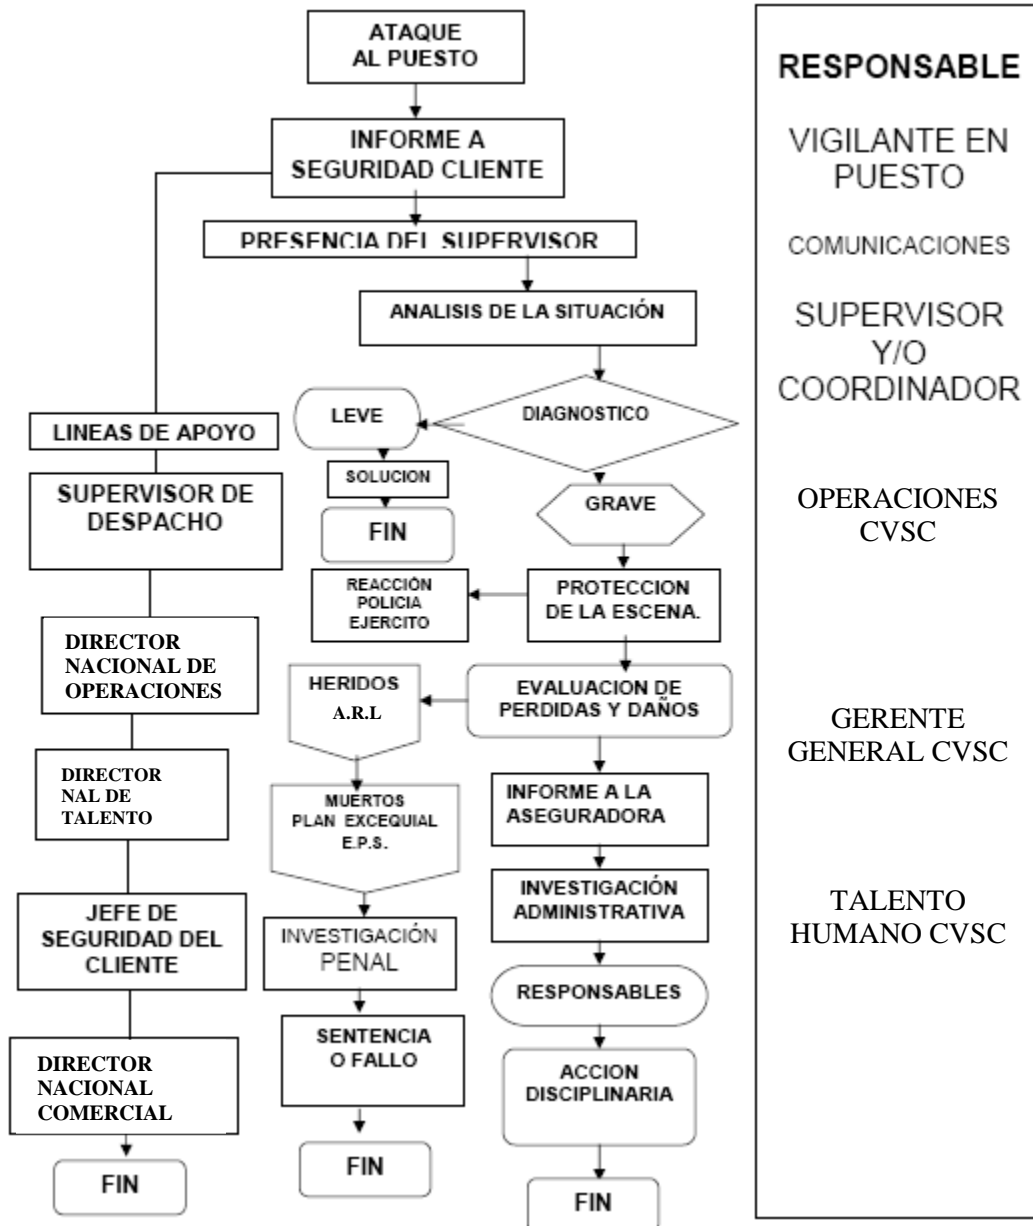 ATAQUE
AL PUESTO
INFORME A
SEGURIDAD CLIENTE
PRESENCIA DEL SUPERVISOR
ANALISIS DE LA SITUACIÓN
DIAGNOSTICO
LEVE
SOLUCION
FIN
GRAVE
PROTECCION
DE LA ESCENA.
REACCIÓN
POLICIA
EJERCITO
EVALUACION DE
PERDIDAS Y DAÑOS
HERIDOS
A.R.L
MUERTOS
PLAN EXCEQUIAL
E.P.S.
INVESTIGACIÓN
PENAL
SENTENCIA
O FALLO
FIN
INFORME A LA
ASEGURADORA
INVESTIGACIÓN
ADMINISTRATIVA
RESPONSABLES
ACCION
DISCIPLINARIA
FIN
LINEAS DE APOYO
SUPERVISOR DE
DESPACHO
DIRECTOR
NACIONAL DE
OPERACIONES
DIRECTOR
NAL DE
TALENTO
JEFE DE
SEGURIDAD DEL
CLIENTE
DIRECTOR
NACIONAL
COMERCIAL
FIN
RESPONSABLE
VIGILANTE EN
PUESTO
COMUNICACIONES
SUPERVISOR
Y/O
COORDINADOR
OPERACIONES
CVSC
GERENTE
GENERAL CVSC
TALENTO
HUMANO CVSC